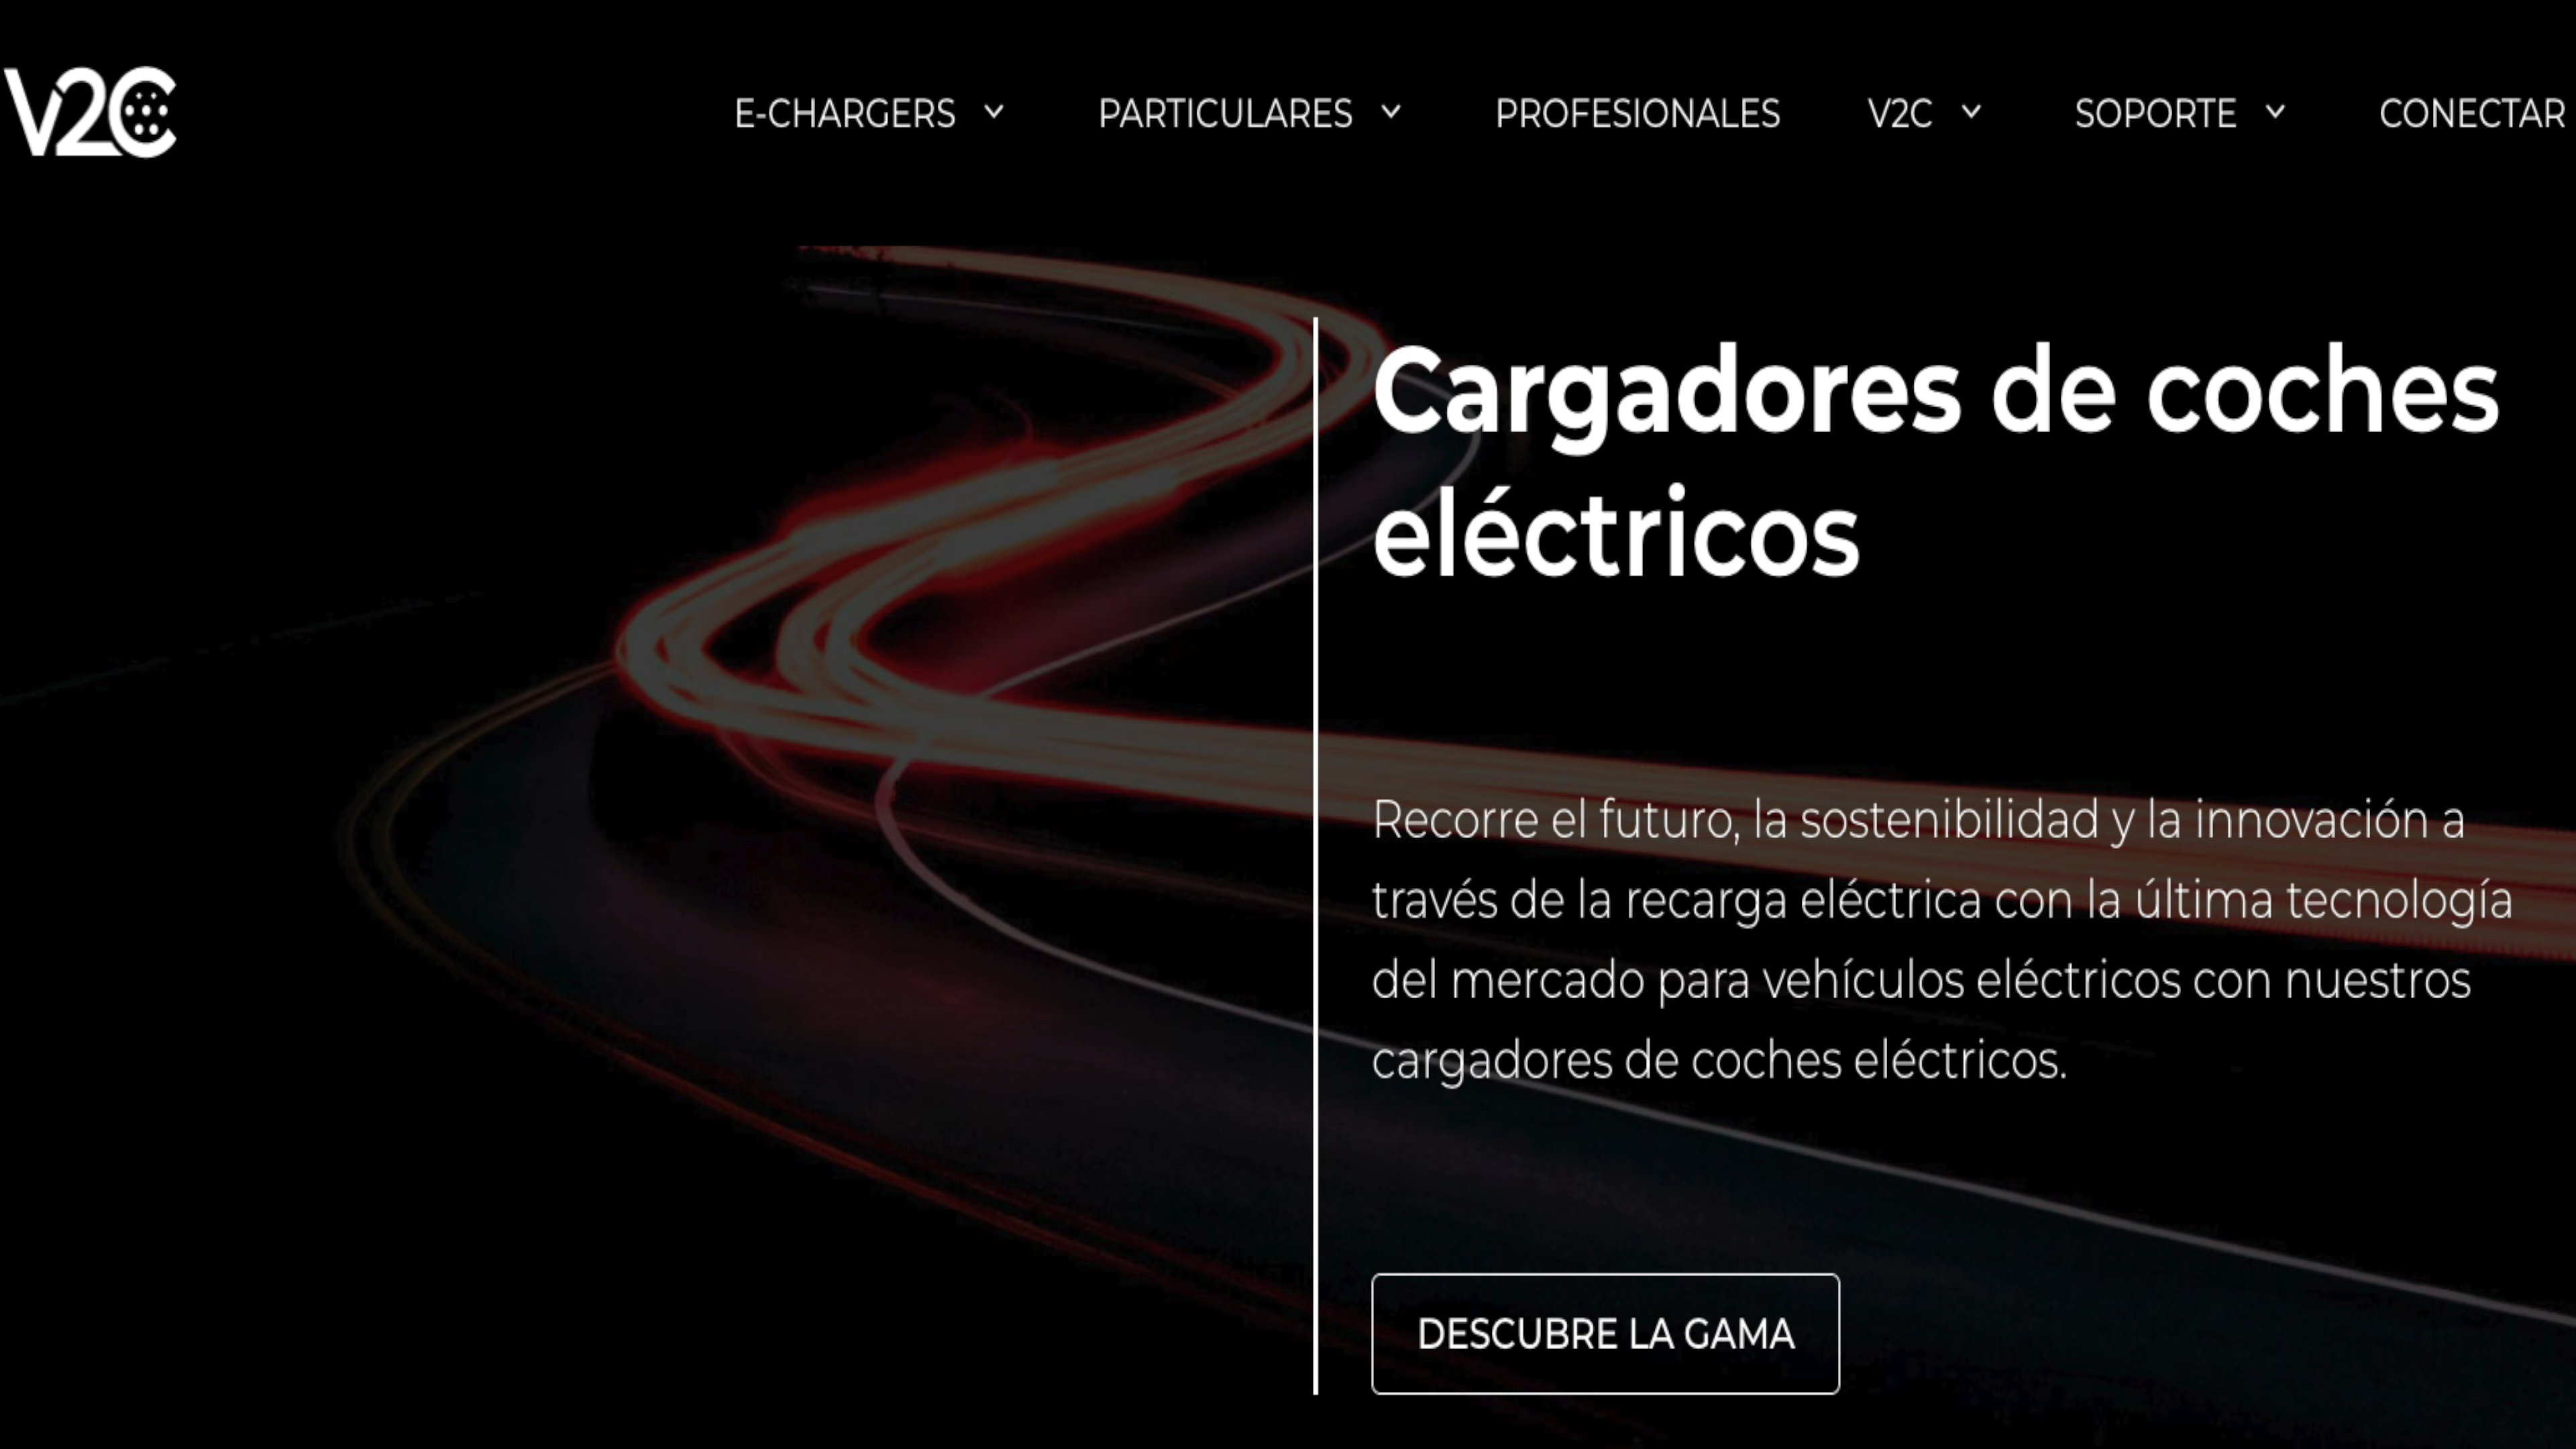 V2C
E-CHARGERS PARTICULARES PROFESIONALES V2C SOPORTE CONECTAR
Cargadores de coches
eléctricos
Recorre el futuro, la sostenibilidad y la innovación a
través de la recarga eléctrica con la última tecnología
del mercado para vehículos eléctricos con nuestros
cargadores de coches eléctricos.
DESCUBRE LA GAMA